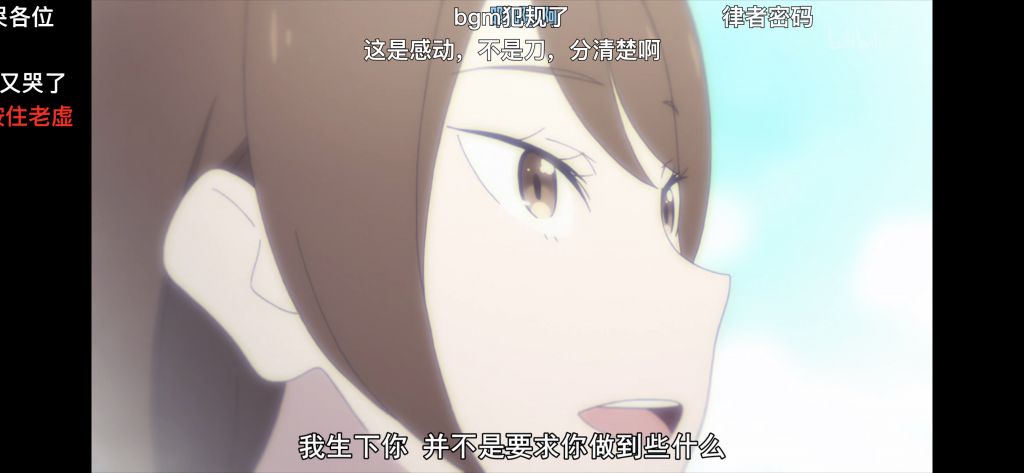 哭各位
bgm犯规了
律者密码
这是感动，不是刀，分清楚啊
又哭了
按住老虚
我生下你 并不是要求你做到些什么